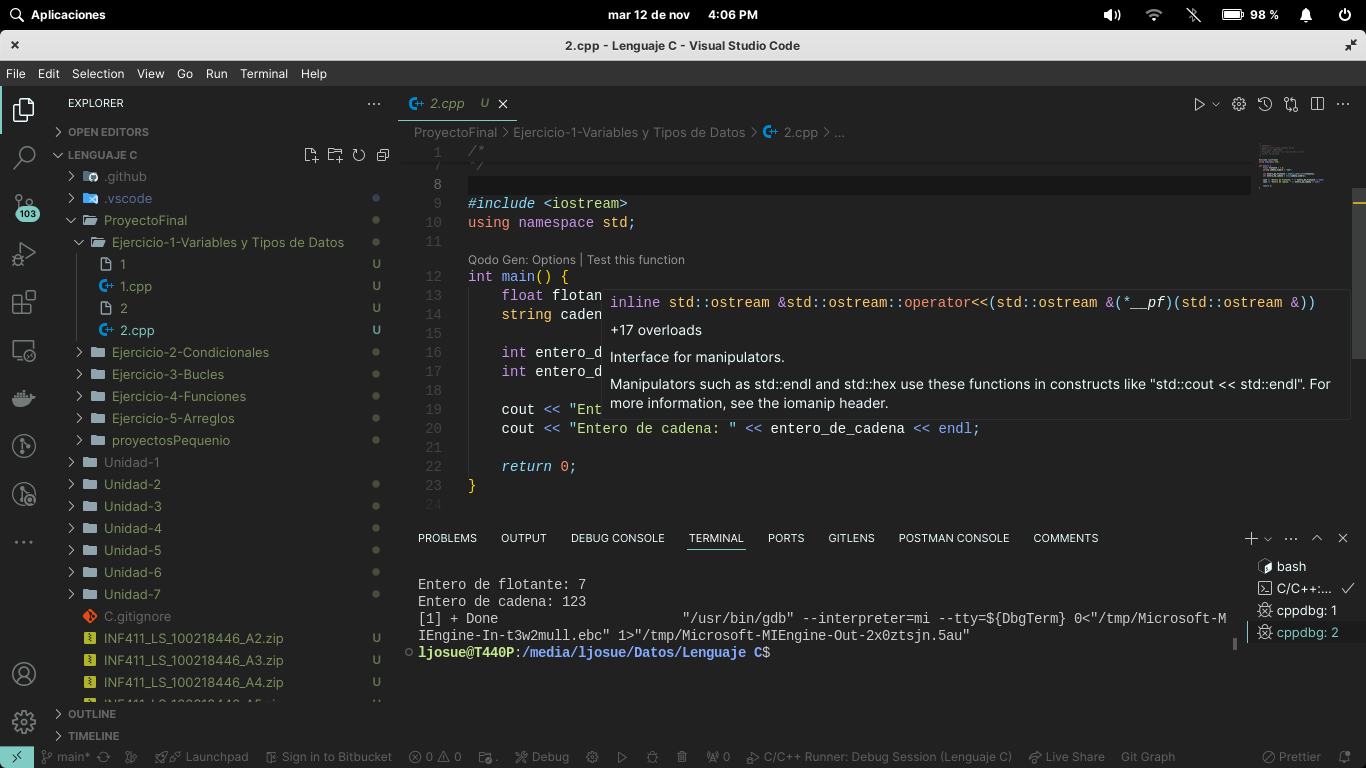 Aplicaciones
mar 12 de nov 4:06 PM
98 %
2.cpp - Lenguaje C - Visual Studio Code
File Edit Selection View Go Run Terminal Help
EXPLORER
OPEN EDITORS
LENGUAJE C
.github
.vscode
ProyectoFinal
Ejercicio-1-Variables y Tipos de Datos
1 U
1.cpp U
2 U
2.cpp U
Ejercicio-2-Condicionales
Ejercicio-3-Bucles
Ejercicio-4-Funciones
Ejercicio-5-Arreglos
proyectosPequenio
Unidad-1
Unidad-2
Unidad-3
Unidad-4
Unidad-5
Unidad-6
Unidad-7
C.gitignore
INF411_LS_100218446_A2.zip U
INF411_LS_100218446_A3.zip U
INF411_LS_100218446_A4.zip U
OUTLINE
TIMELINE
103
2.cpp U
ProyectoFinal > Ejercicio-1-Variables y Tipos de Datos > 2.cpp > ...
1 /*
7 */
8
9 #include <iostream>
10 using namespace std;
11
Qodo Gen: Options | Test this function
12 int main() {
13 float flotan
14 string caden
15
16 int entero_d
17 int entero_d
18
19 cout << "Ent
20 cout << "Entero de cadena: " << entero_de_cadena << endl;
21
22 return 0;
23 }
24
inline std::ostream &std::ostream::operator<<(std::ostream &(*__pf)(std::ostream &))
+17 overloads
Interface for manipulators.
Manipulators such as std::endl and std::hex use these functions in constructs like "std::cout << std::endl". For
more information, see the iomanip header.
PROBLEMS OUTPUT DEBUG CONSOLE TERMINAL PORTS GITLENS POSTMAN CONSOLE COMMENTS
Entero de flotante: 7
Entero de cadena: 123
[1] + Done "/usr/bin/gdb" --interpreter=mi --tty=${DbgTerm} 0<"/tmp/Microsoft-M
IEngine-In-t3w2mull.ebc" 1>"/tmp/Microsoft-MIEngine-Out-2x0ztsjn.5au"
ljosue@T440P:/media/ljosue/Datos/Lenguaje C$
bash
C/C++:...
cppdbg: 1
cppdbg: 2
main* Launchpad Sign in to Bitbucket 0 0 Debug 0 C/C++ Runner: Debug Session (Lenguaje C) Live Share Git Graph Prettier